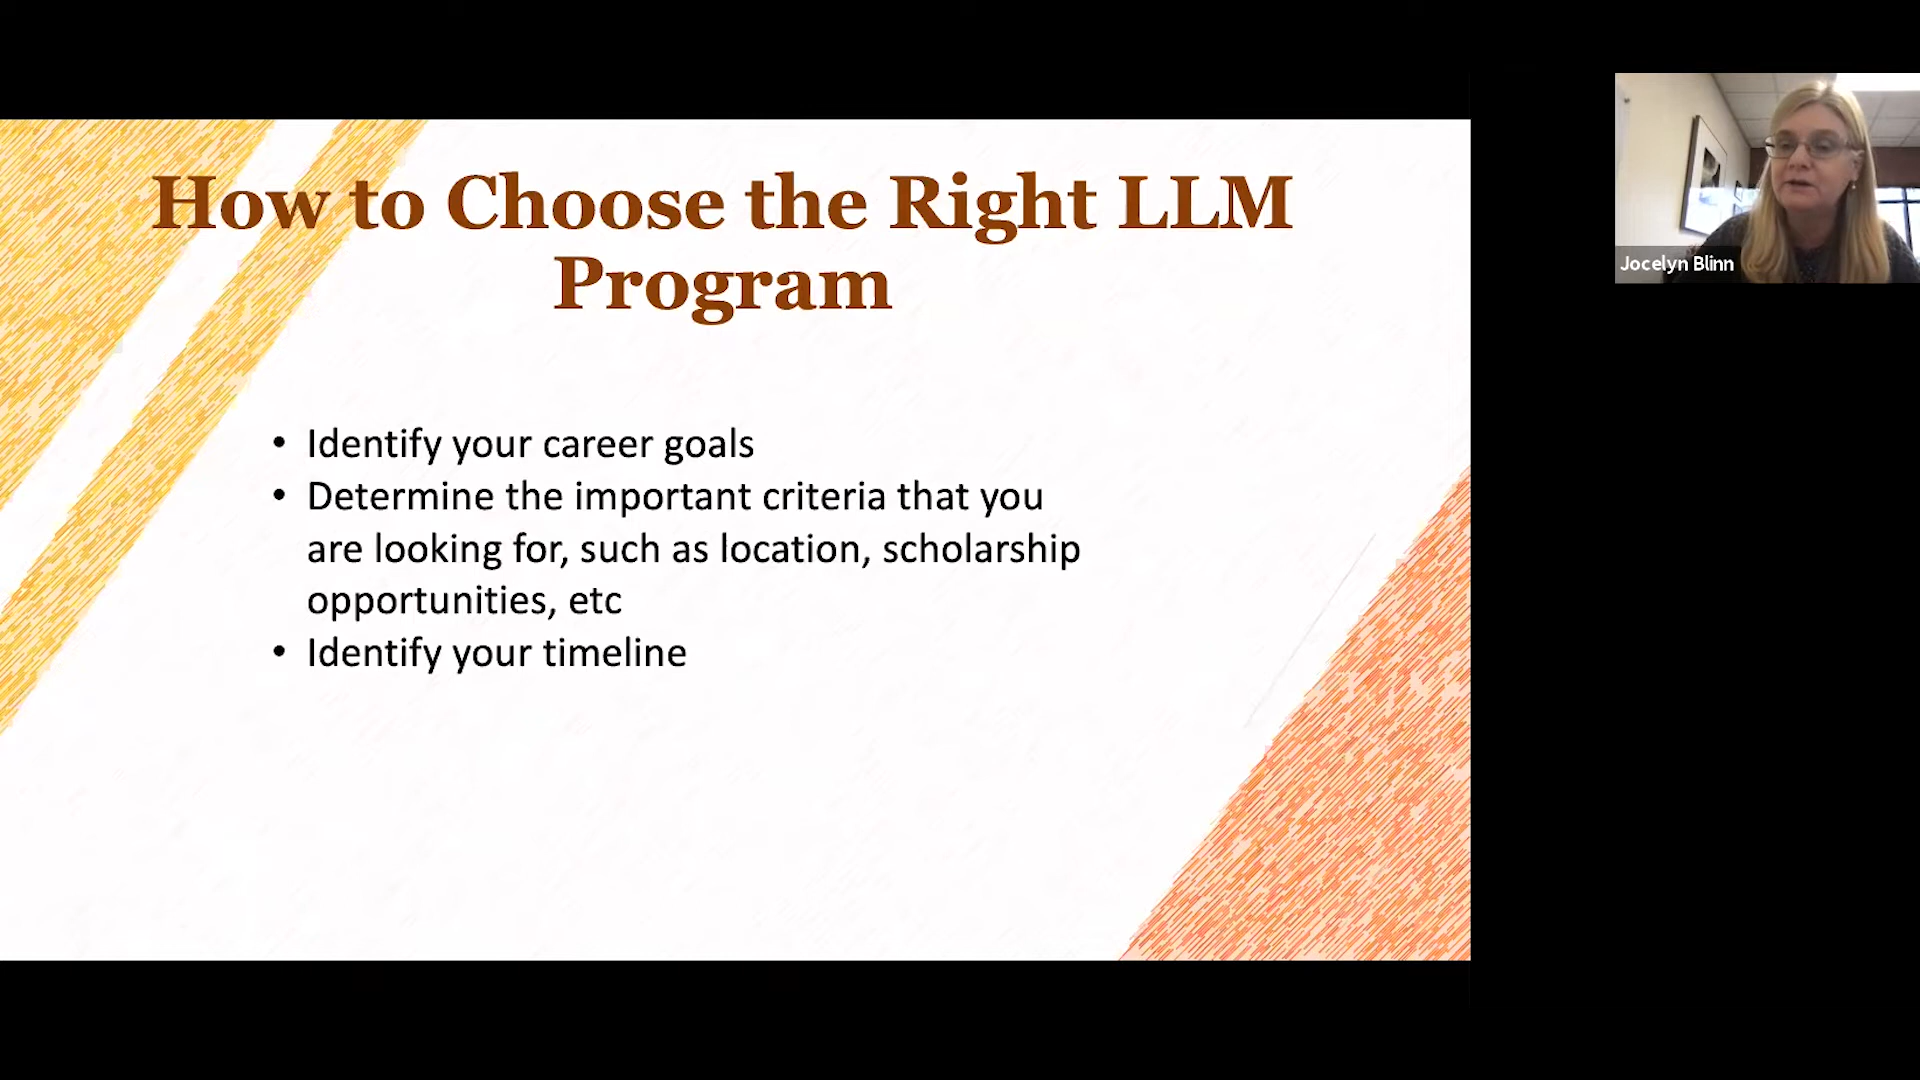 How to Choose the Right LLM
Program
• Identify your career goals
• Determine the important criteria that you
are looking for, such as location, scholarship
opportunities, etc
• Identify your timeline
Jocelyn Blinn